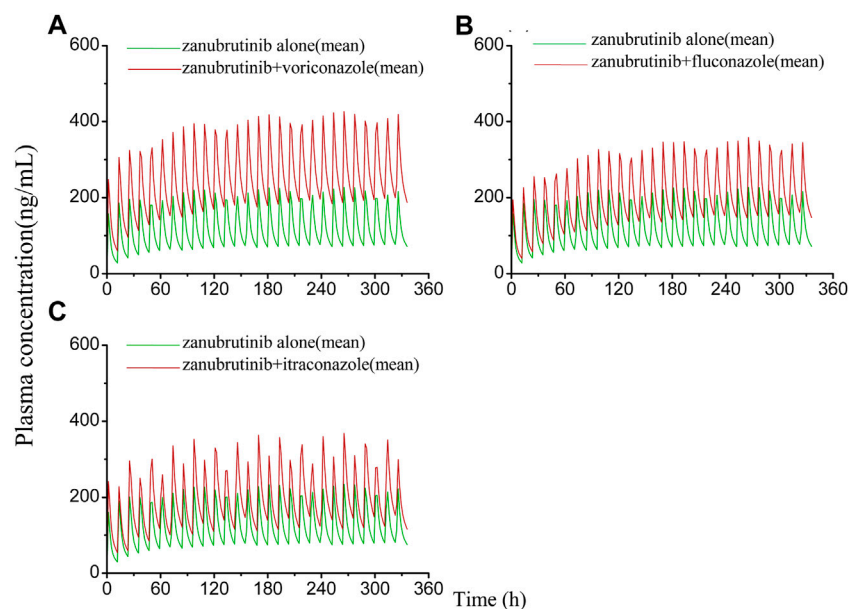 A
zanubrutinib alone(mean)
zanubrutinib+voriconazole(mean)
600
400
200
0
0 60 120 180 240 300 360
B
zanubrutinib alone(mean)
zanubrutinib+fluconazole(mean)
600
400
200
0
0 60 120 180 240 300 360
C
zanubrutinib alone(mean)
zanubrutinib+itraconazole(mean)
600
400
200
0
0 60 120 180 240 300 360
Plasma concentration(ng/mL)
Time (h)